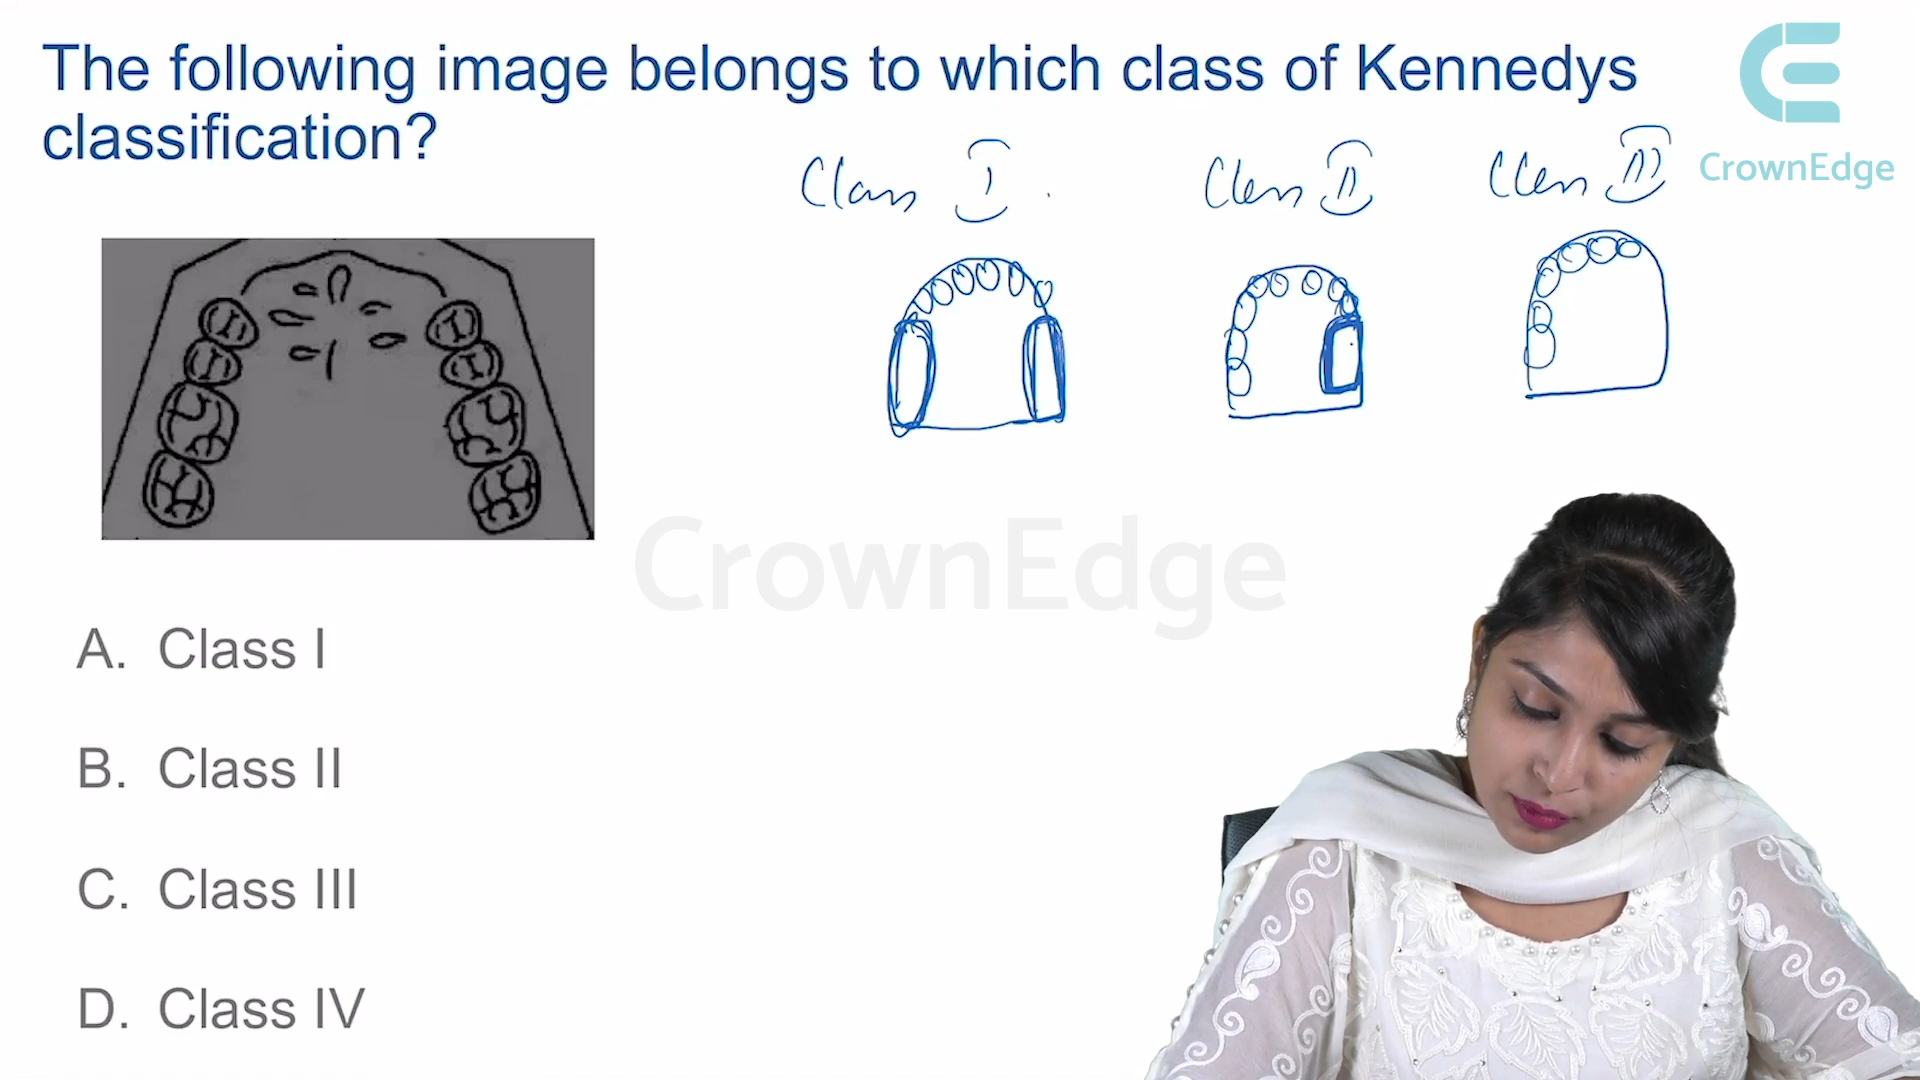 The following image belongs to which class of Kennedys
classification?
CrownEdge
Class I
Class II
Class III
CrownEdge
A. Class I
B. Class II
C. Class III
D. Class IV